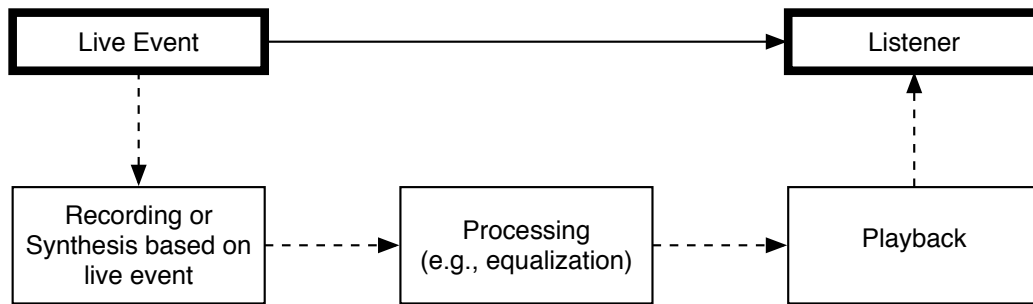 Live Event
Listener
Recording or
Synthesis based on
live event
Processing
(e.g., equalization)
Playback